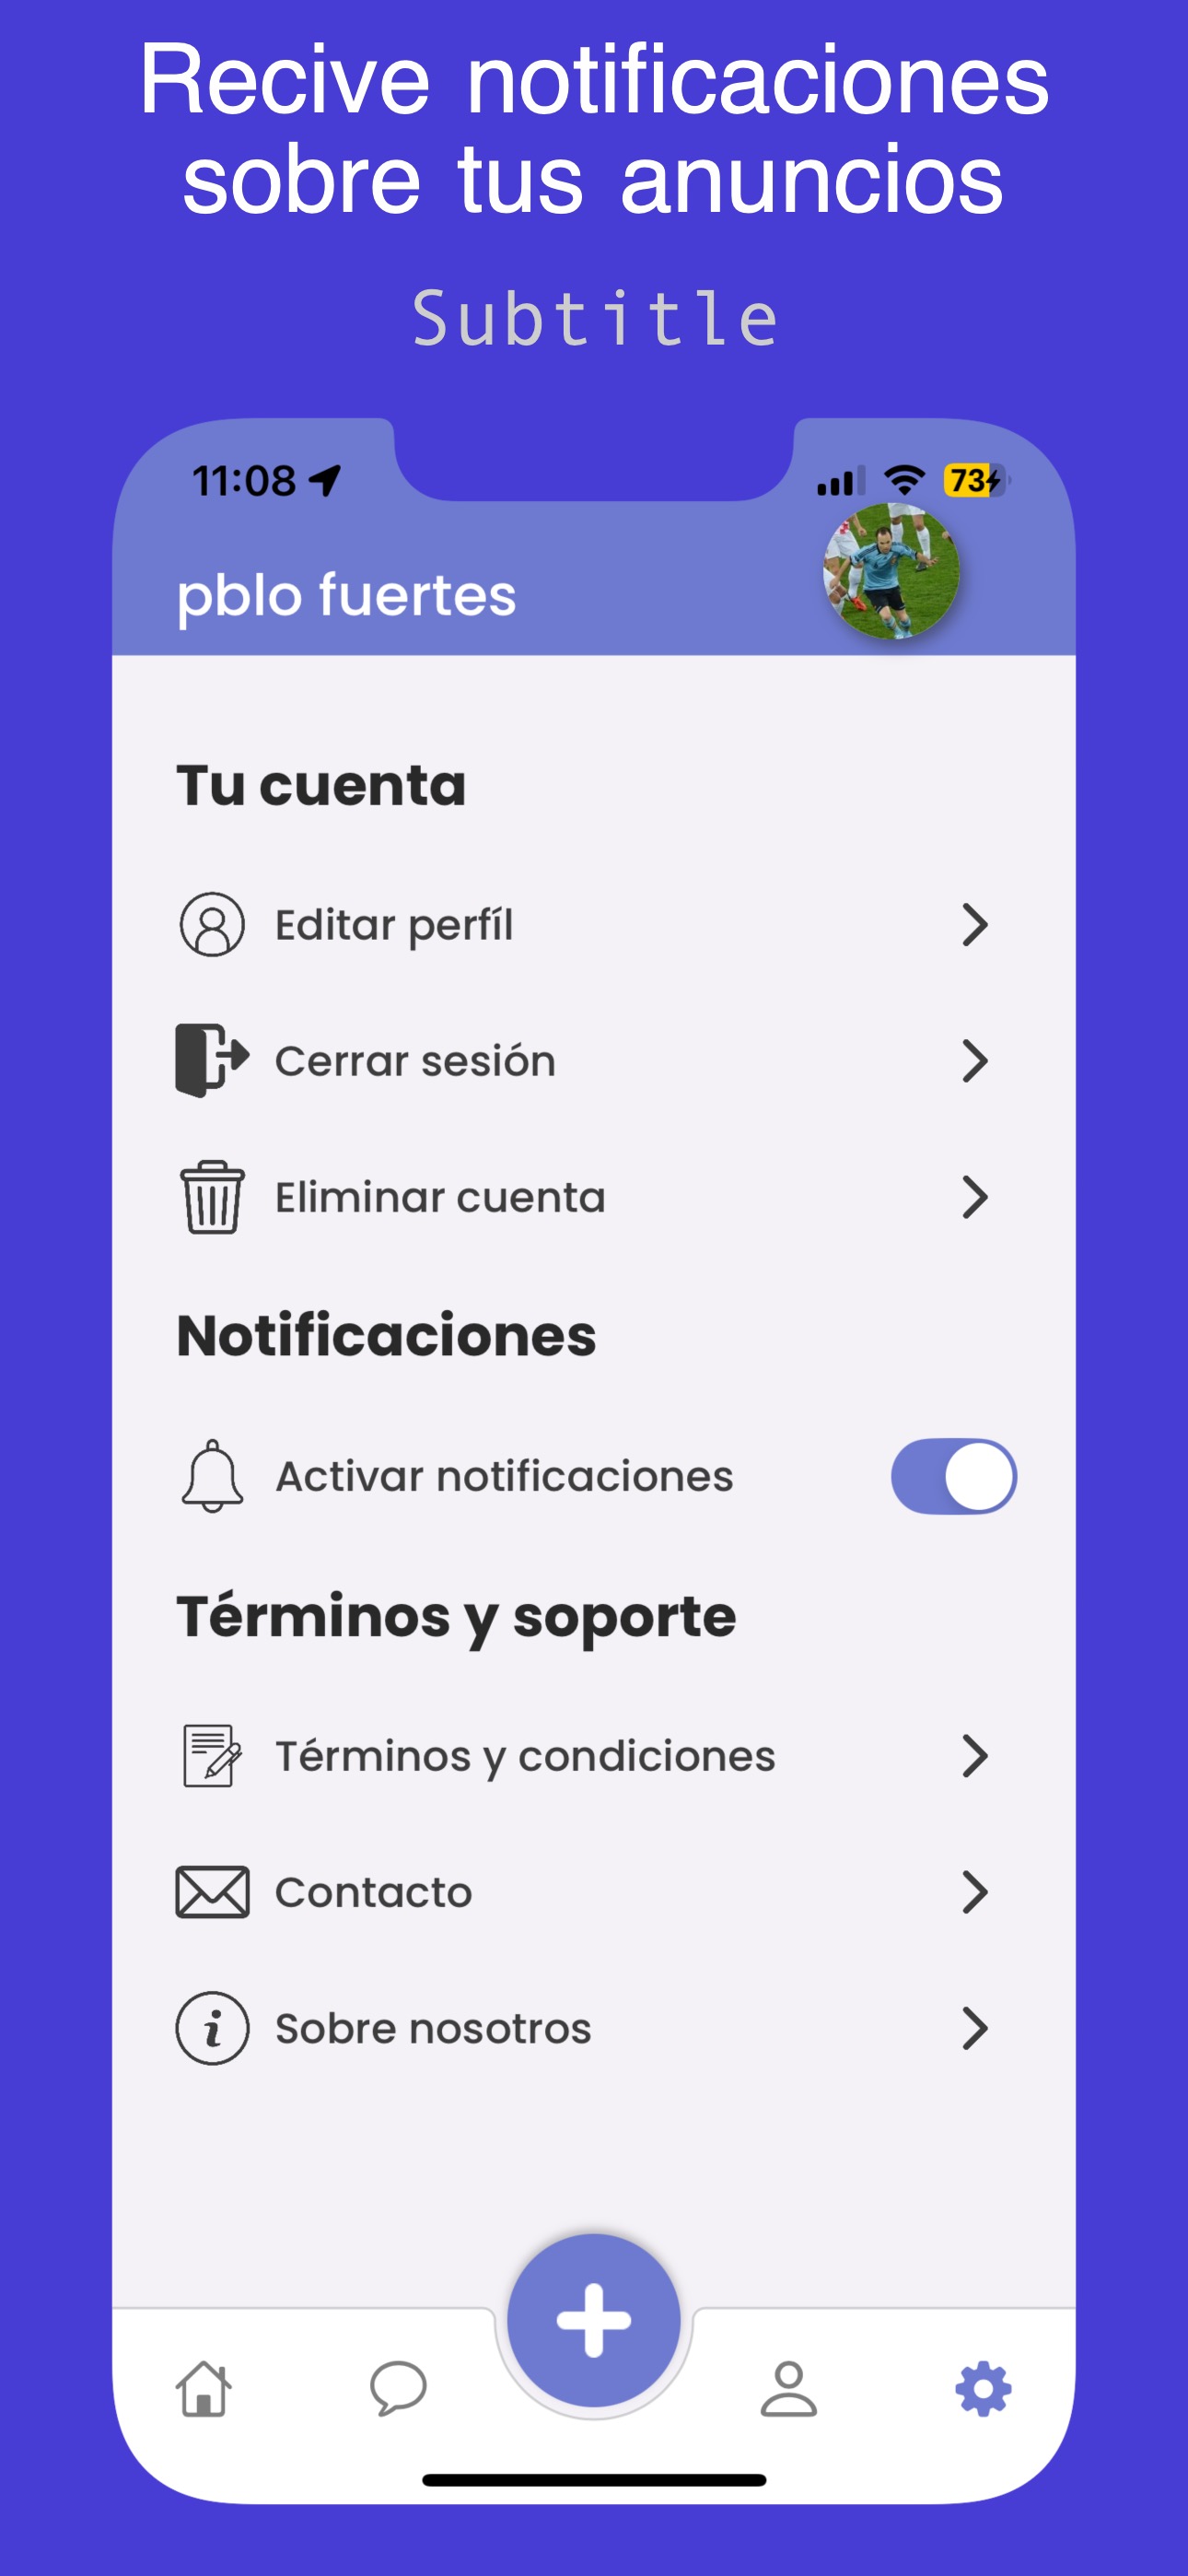 Recive notificaciones
sobre tus anuncios
Subtitle
11:08
73
pblo fuertes
Tu cuenta
Editar perfíl
Cerrar sesión
Eliminar cuenta
Notificaciones
Activar notificaciones
Términos y soporte
Términos y condiciones
Contacto
Sobre nosotros